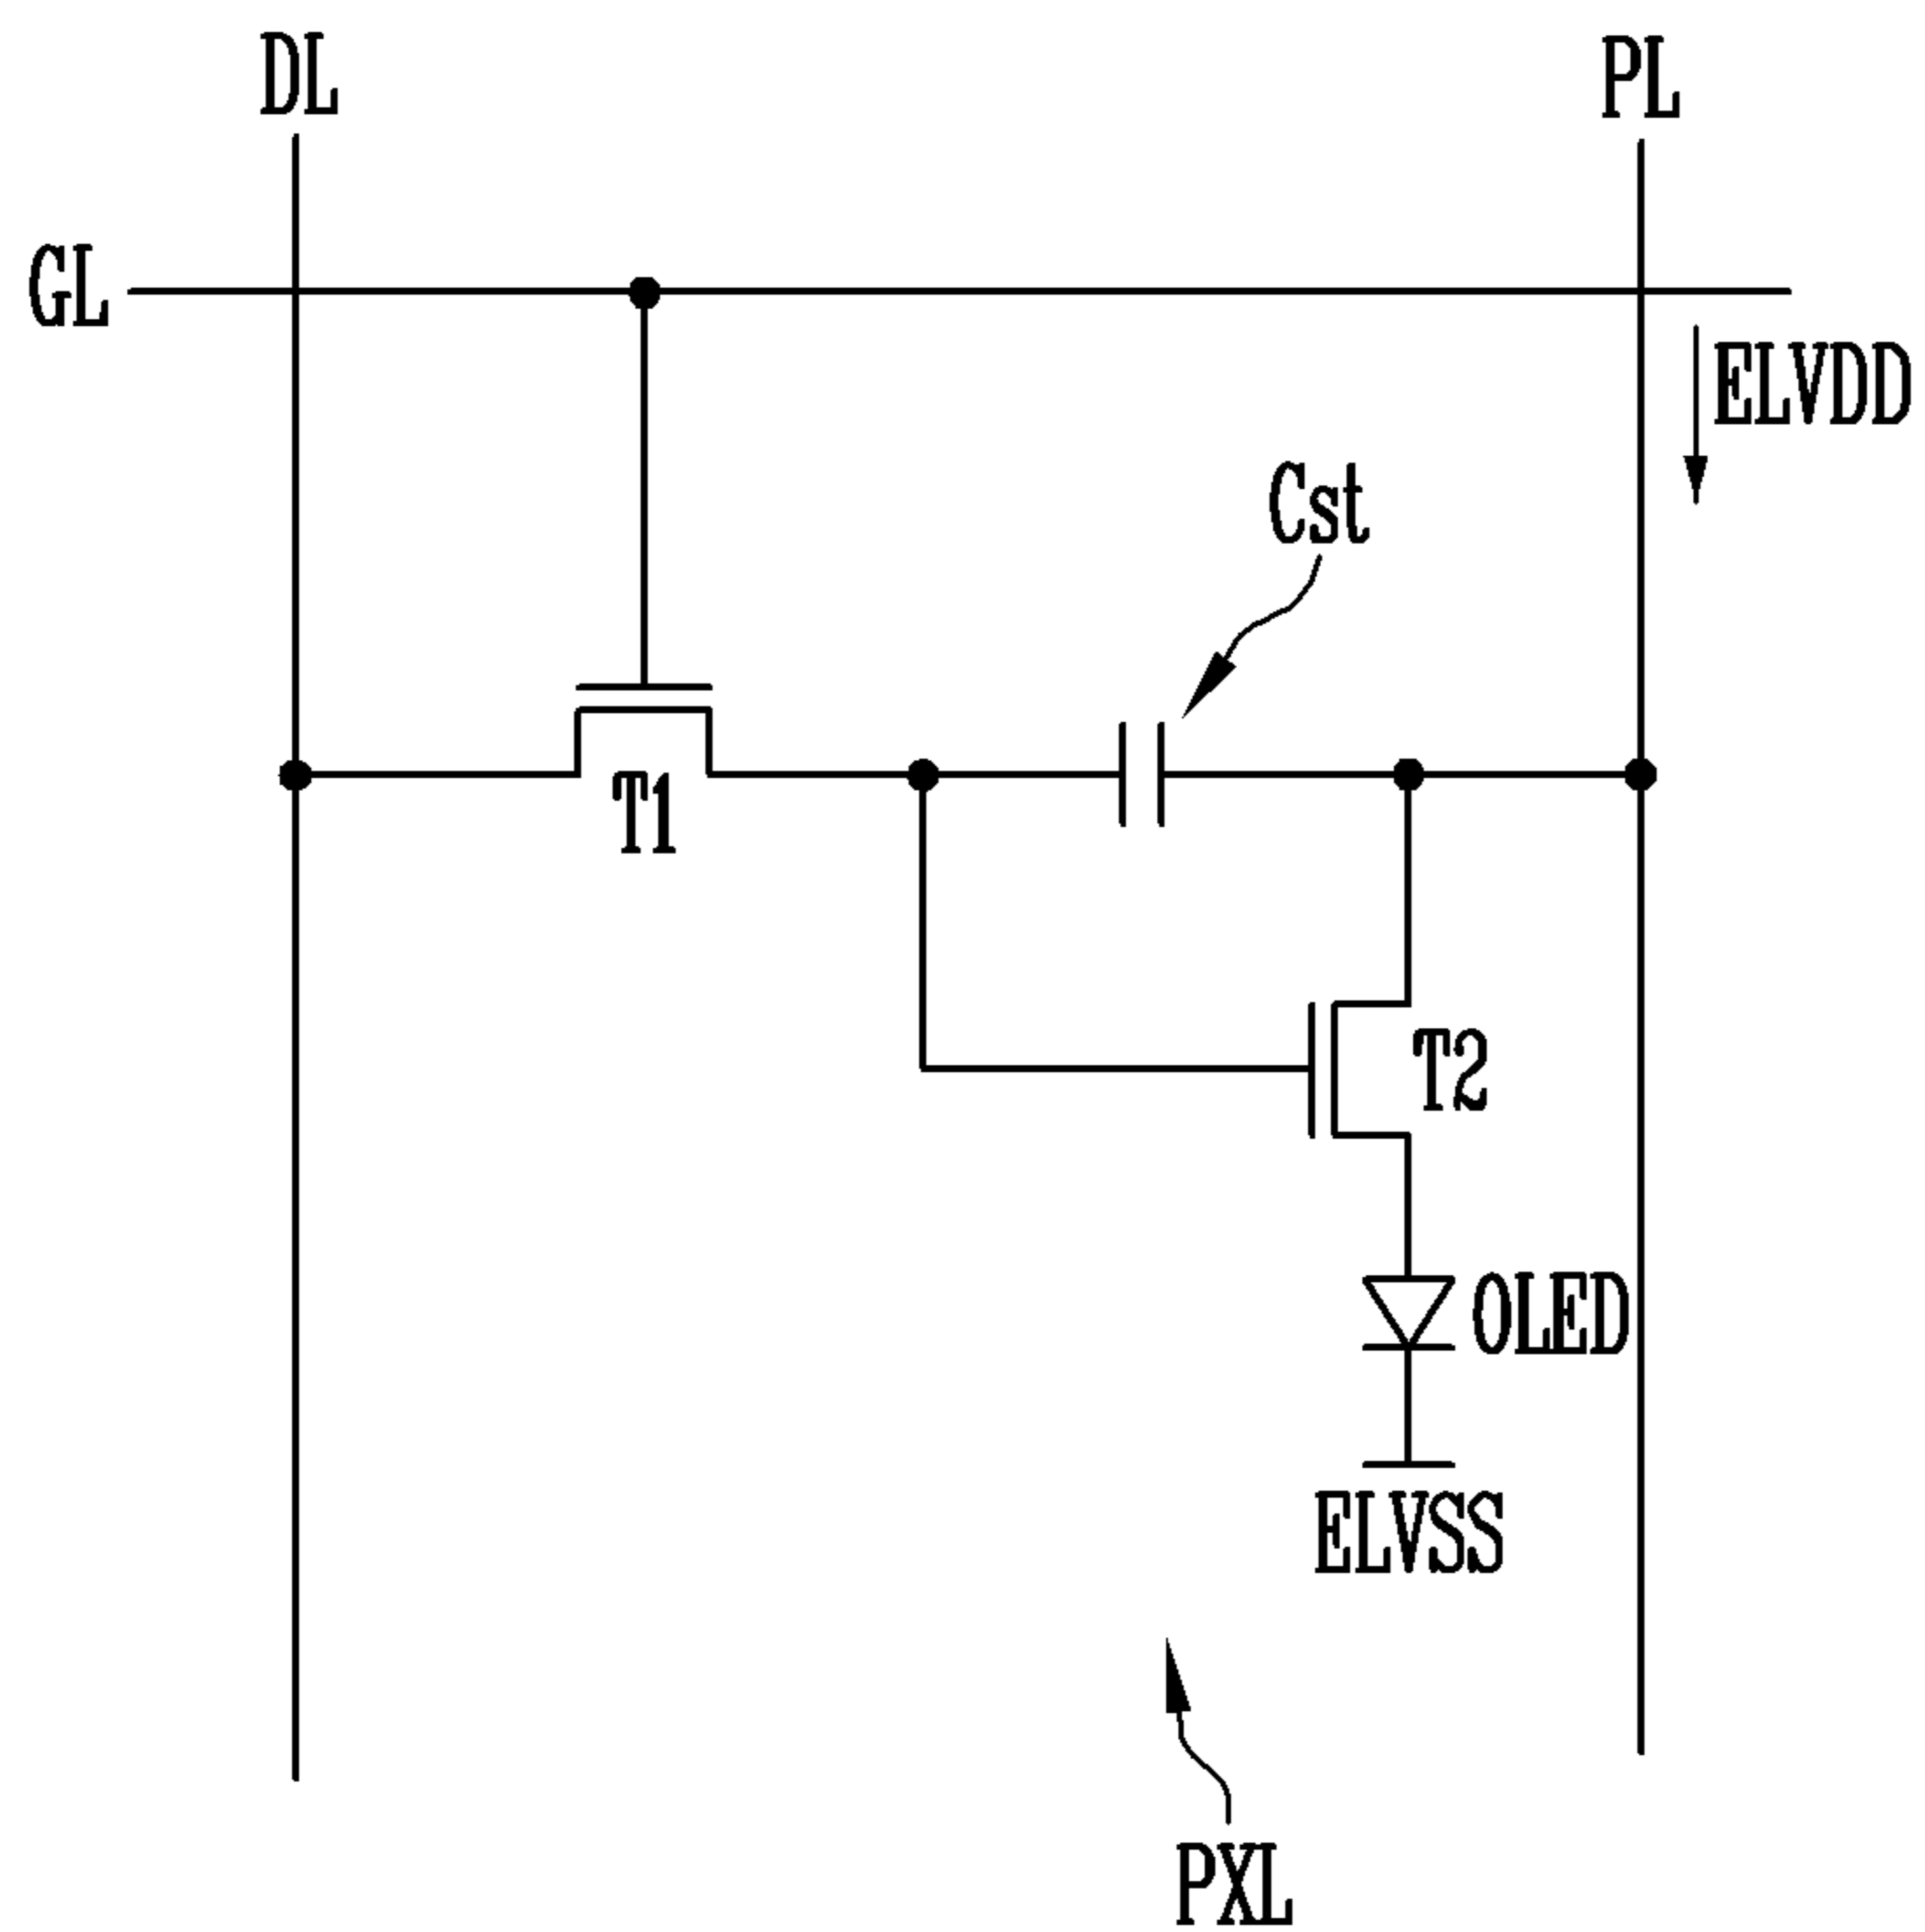 DL
PL
GL
ELVDD
Cst
T1
T2
OLED
ELVSS
PXL